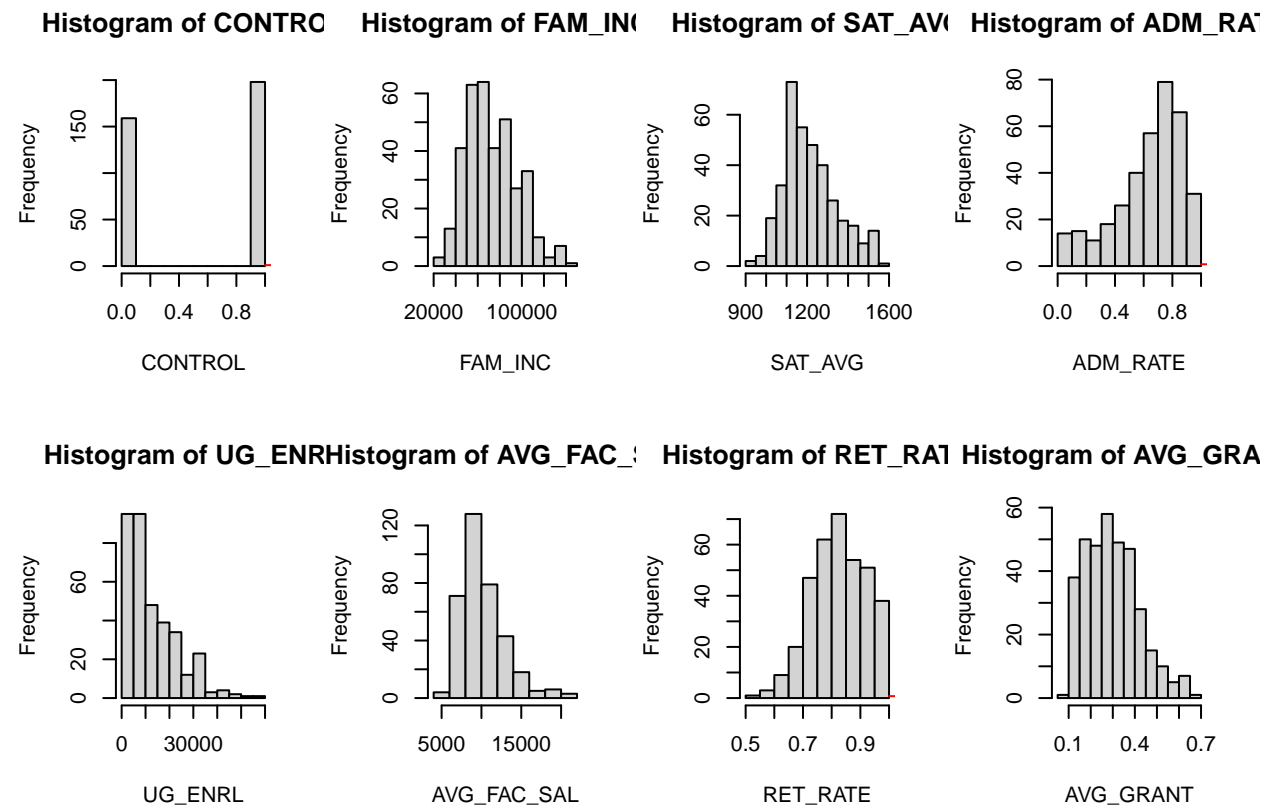 Histogram of CONTRO
Frequency
0
50
150
0.0 0.4 0.8
CONTROL
Histogram of FAM_INC
Frequency
0
20
40
60
20000 100000
FAM_INC
Histogram of SAT_AVG
Frequency
0
20
40
60
900 1200 1600
SAT_AVG
Histogram of ADM_RAT
Frequency
0
20
40
60
80
0.0 0.4 0.8
ADM_RATE
Histogram of UG_ENR
Frequency
0
20
60
0 30000
UG_ENRL
Histogram of AVG_FAC_S
Frequency
0
40
80
120
5000 15000
AVG_FAC_SAL
Histogram of RET_RAT
Frequency
0
20
40
60
0.5 0.7 0.9
RET_RATE
Histogram of AVG_GRA
Frequency
0
20
40
60
0.1 0.4 0.7
AVG_GRANT